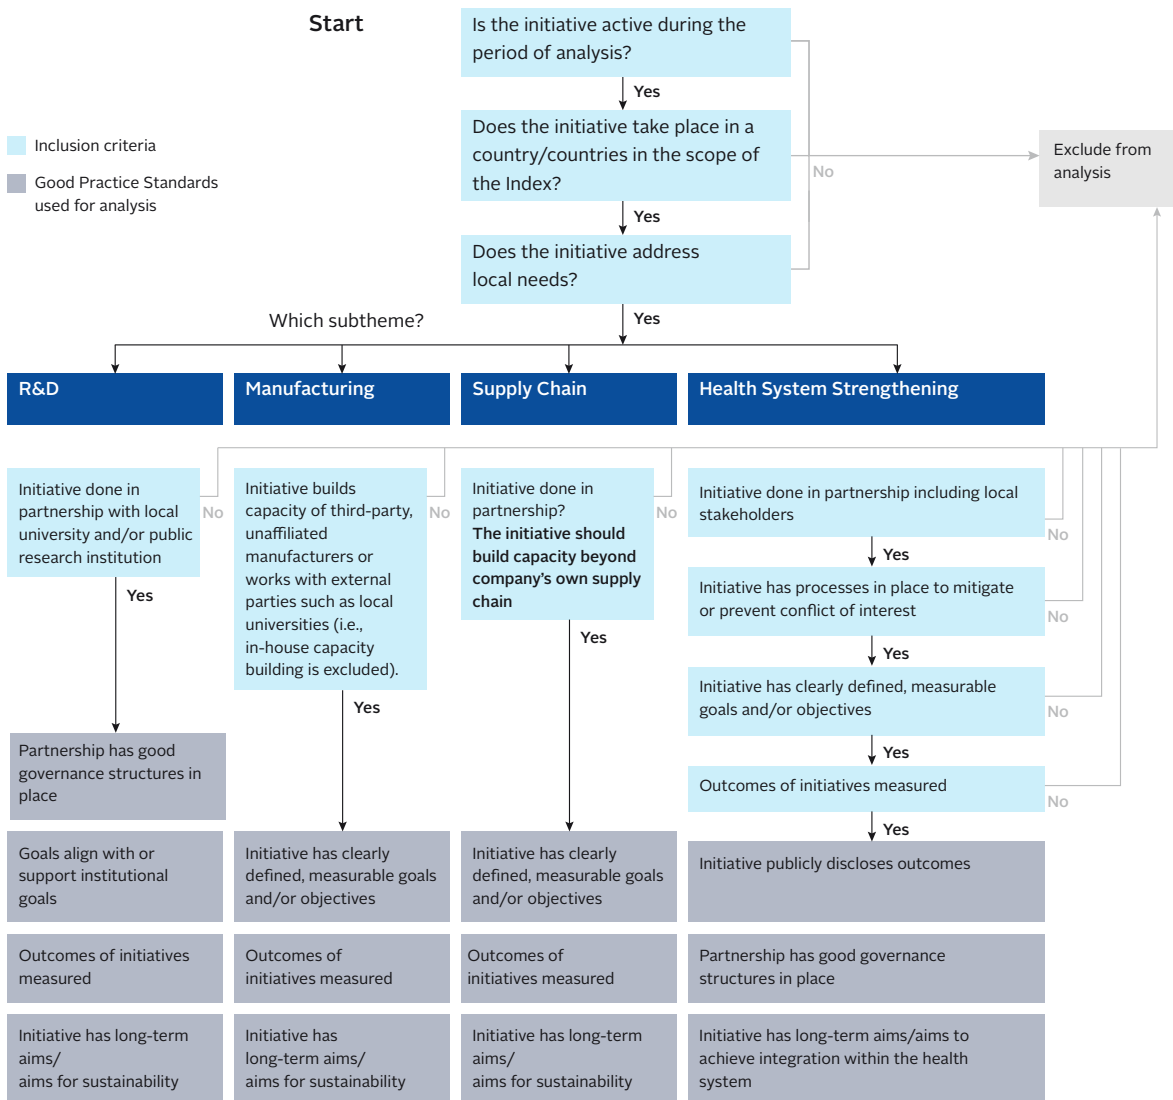 Start
Is the initiative active during the
period of analysis?
Yes
Does the initiative take place in a
country/countries in the scope of
the Index?
No
Exclude from
analysis
Inclusion criteria
Good Practice Standards
used for analysis
Yes
Does the initiative address
local needs?
Yes
Which subtheme?
R&D
Manufacturing
Supply Chain
Health System Strengthening
Initiative done in
partnership with local
university and/or public
research institution
No
Yes
Partnership has good
governance structures in
place
Goals align with or
support institutional
goals
Outcomes of initiatives
measured
Initiative has long-term
aims/
aims for sustainability
Initiative builds
capacity of third-party,
unaffiliated
manufacturers or
works with external
parties such as local
universities (i.e.,
in-house capacity
building is excluded).
No
Yes
Initiative has clearly
defined, measurable goals
and/or objectives
Outcomes of
initiatives measured
Initiative has
long-term aims/
aims for sustainability
Initiative done in
partnership?
The initiative should
build capacity beyond
company's own supply
chain
No
Yes
Initiative has clearly
defined, measurable goals
and/or objectives
Outcomes of
initiatives measured
Initiative has long-term
aims/
aims for sustainability
Initiative done in partnership including local
stakeholders
No
Yes
Initiative has processes in place to mitigate
or prevent conflict of interest
No
Yes
Initiative has clearly defined, measurable
goals and/or objectives
No
Yes
Outcomes of initiatives measured
No
Yes
Initiative publicly discloses outcomes
Partnership has good governance
structures in place
Initiative has long-term aims/aims to
achieve integration within the health
system